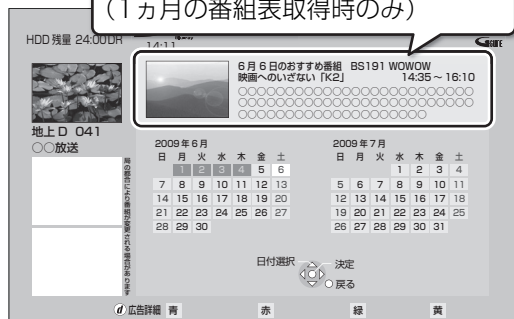 （1ヵ月の番組表取得時のみ）
HDD 残量 24:00 DR
14:11
GUIDE
6月6日のおすすめ番組 BS191 WOWOW
映画へのいざない「K2」 14:35～16:10
○○○○○○○○○○○○○○○○○○○○○○○○
○○○○○○○○○○○○○○○○○○○○○○○○
○○○○○○○○○○○○○○○○○○○
地上D 041
○○放送
局の都合により番組が変更される場合があります
2009年6月
日 月 火 水 木 金 土
1 2 3 4 5 6
7 8 9 10 11 12 13
14 15 16 17 18 19 20
21 22 23 24 25 26 27
28 29 30
2009年7月
日 月 火 水 木 金 土
1 2 3 4
5 6 7 8 9 10 11
12 13 14 15 16 17 18
19 20 21 22 23 24 25
26 27 28 29 30 31
日付選択 決定
戻る
d 広告詳細 青 赤 緑 黄